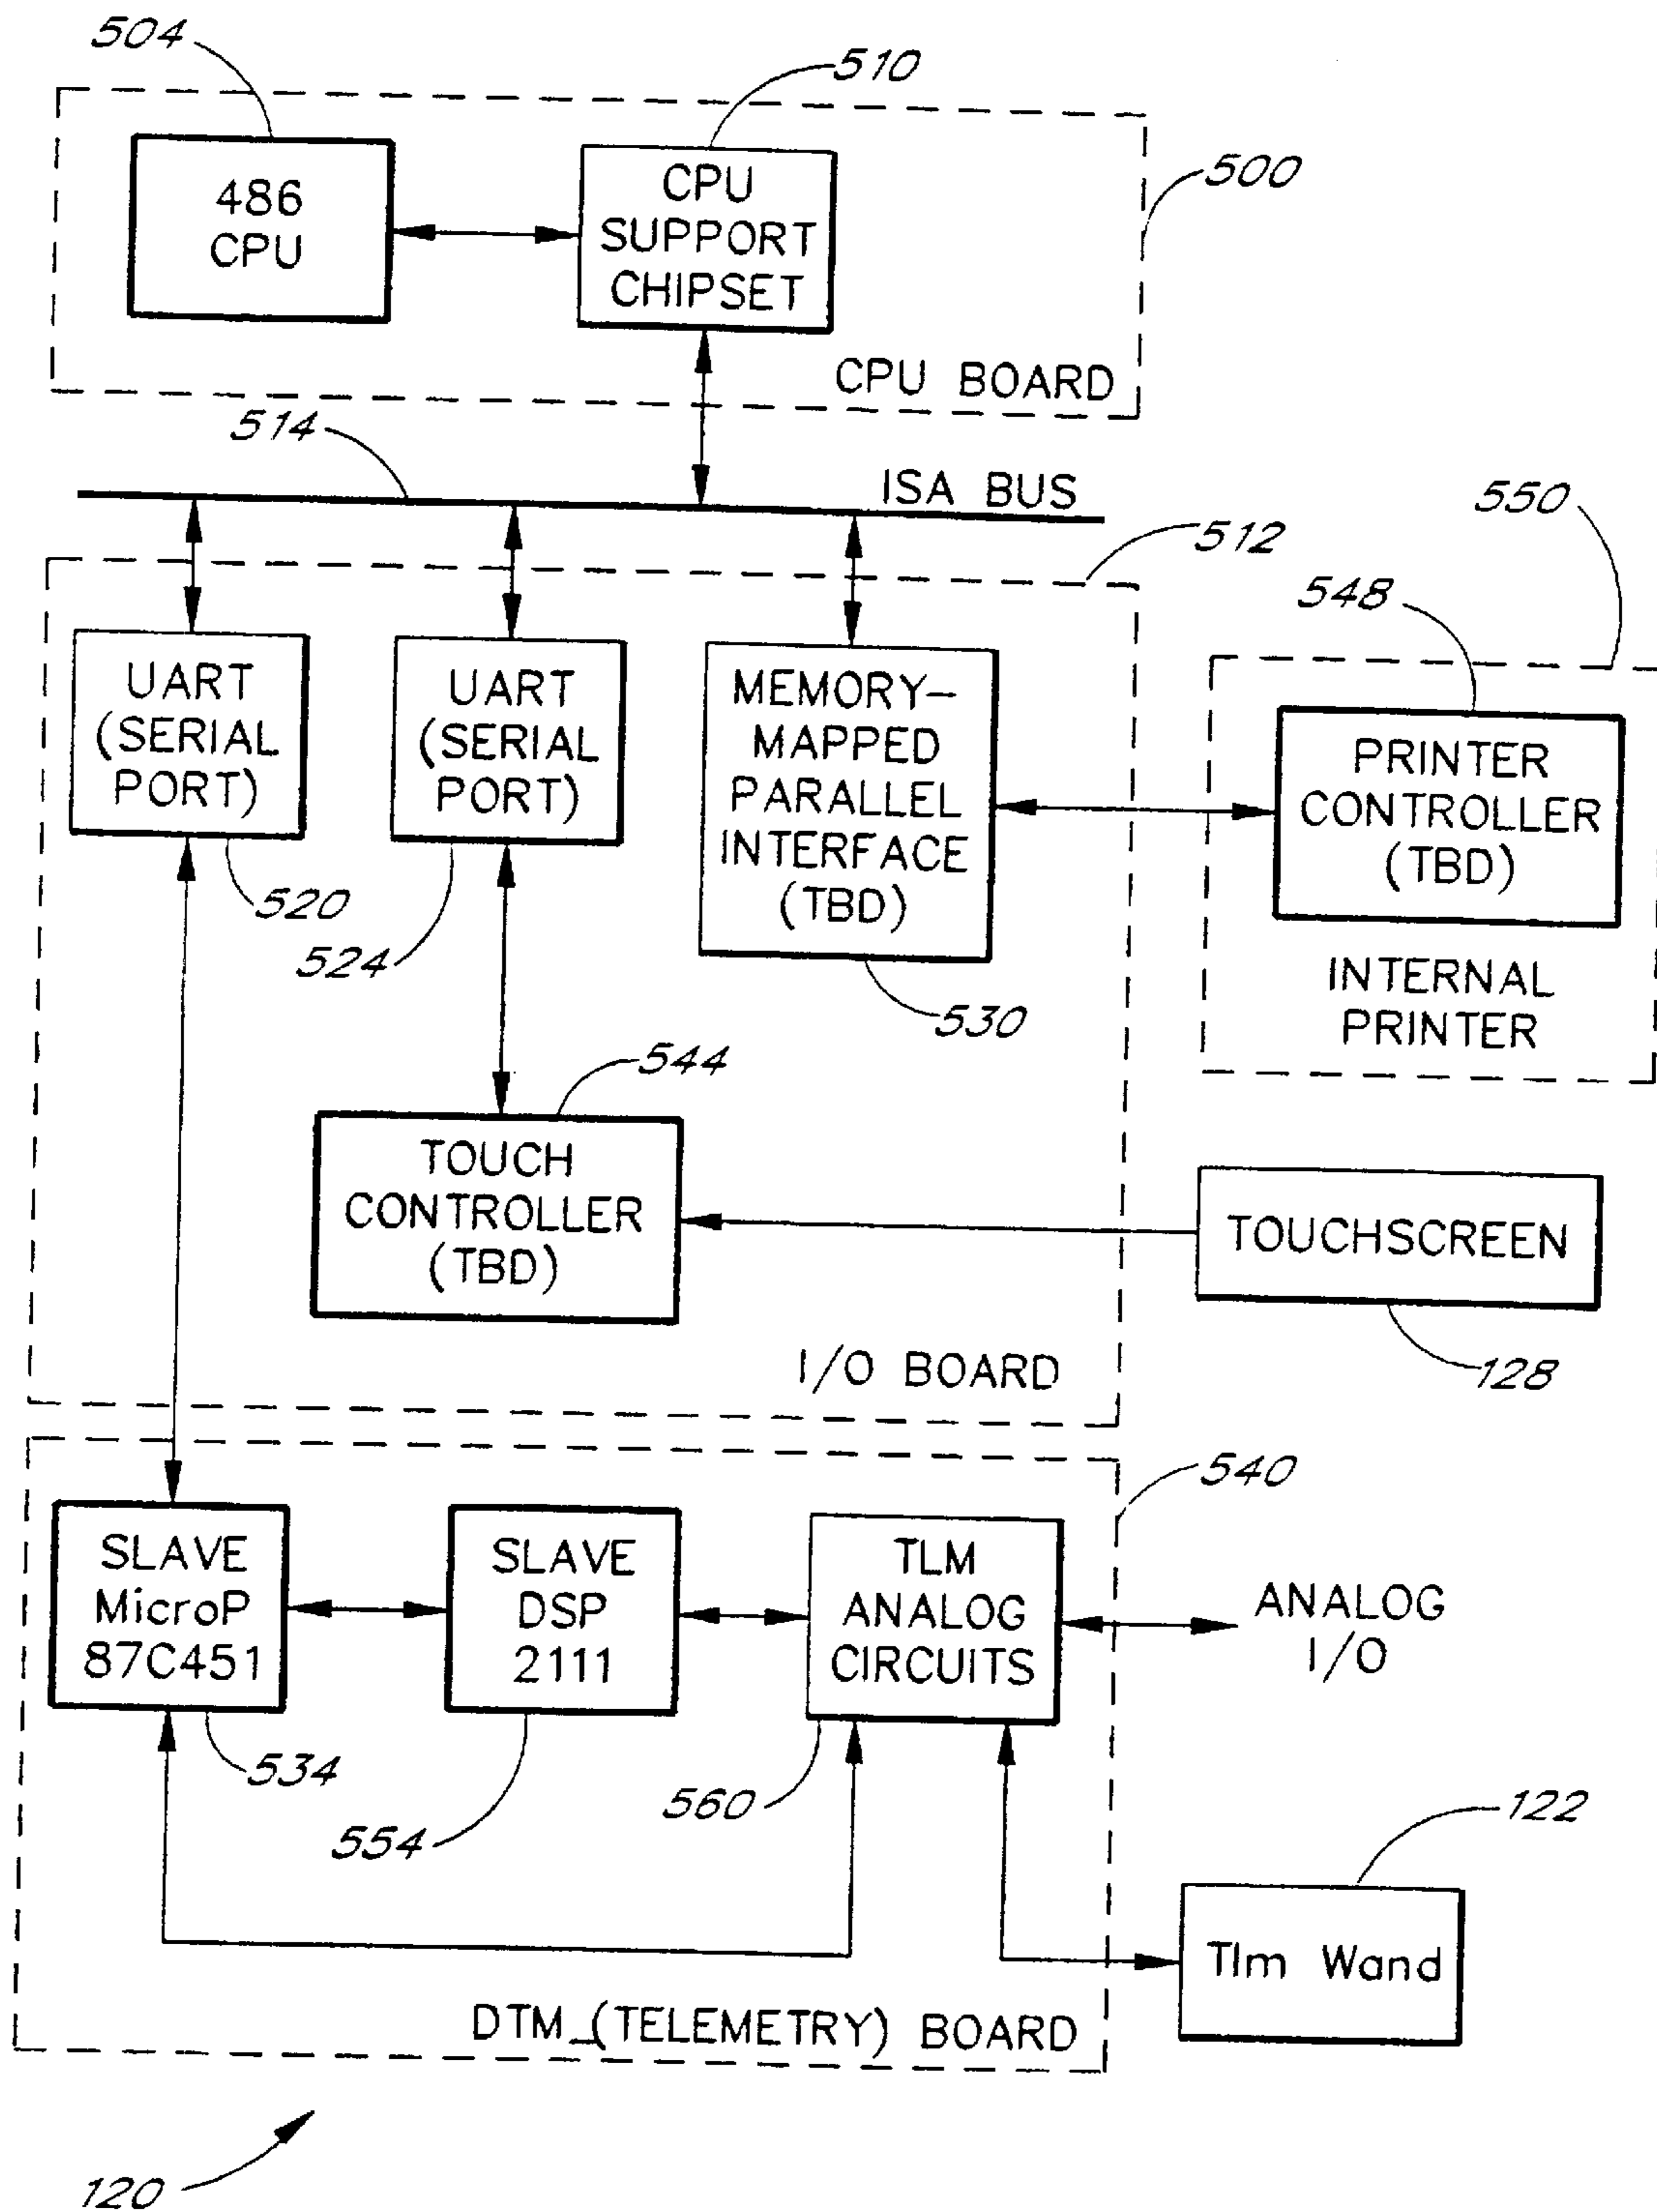 504
510
486
CPU
CPU
SUPPORT
CHIPSET
500
CPU BOARD
514
ISA BUS
512
550
548
UART
(SERIAL
PORT)
UART
(SERIAL
PORT)
MEMORY-
MAPPED
PARALLEL
INTERFACE
(TBD)
PRINTER
CONTROLLER
(TBD)
520
524
530
INTERNAL
PRINTER
544
TOUCH
CONTROLLER
(TBD)
TOUCHSCREEN
128
I/O BOARD
540
SLAVE
MicroP
87C451
SLAVE
DSP
2111
TLM
ANALOG
CIRCUITS
ANALOG
I/O
534
554
560
122
Tlm Wand
DTM_(TELEMETRY) BOARD
120